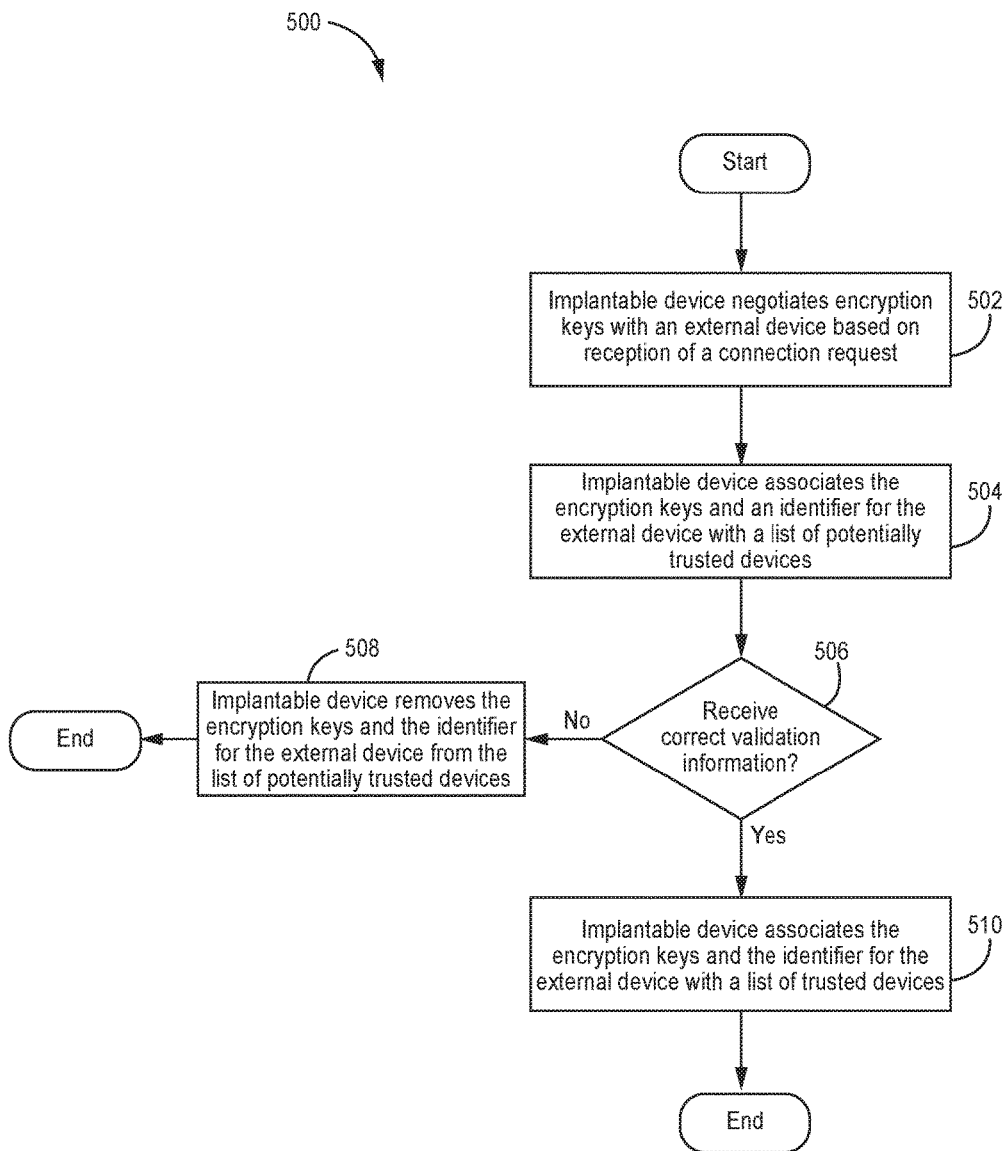 500
Start
Implantable device negotiates encryption
keys with an external device based on
reception of a connection request
502
Implantable device associates the
encryption keys and an identifier for the
external device with a list of potentially
trusted devices
504
506
Receive
correct validation
information?
No
508
Implantable device removes the
encryption keys and the identifier
for the external device from the
list of potentially trusted devices
End
Yes
Implantable device associates the
encryption keys and the identifier for the
external device with a list of trusted devices
510
End